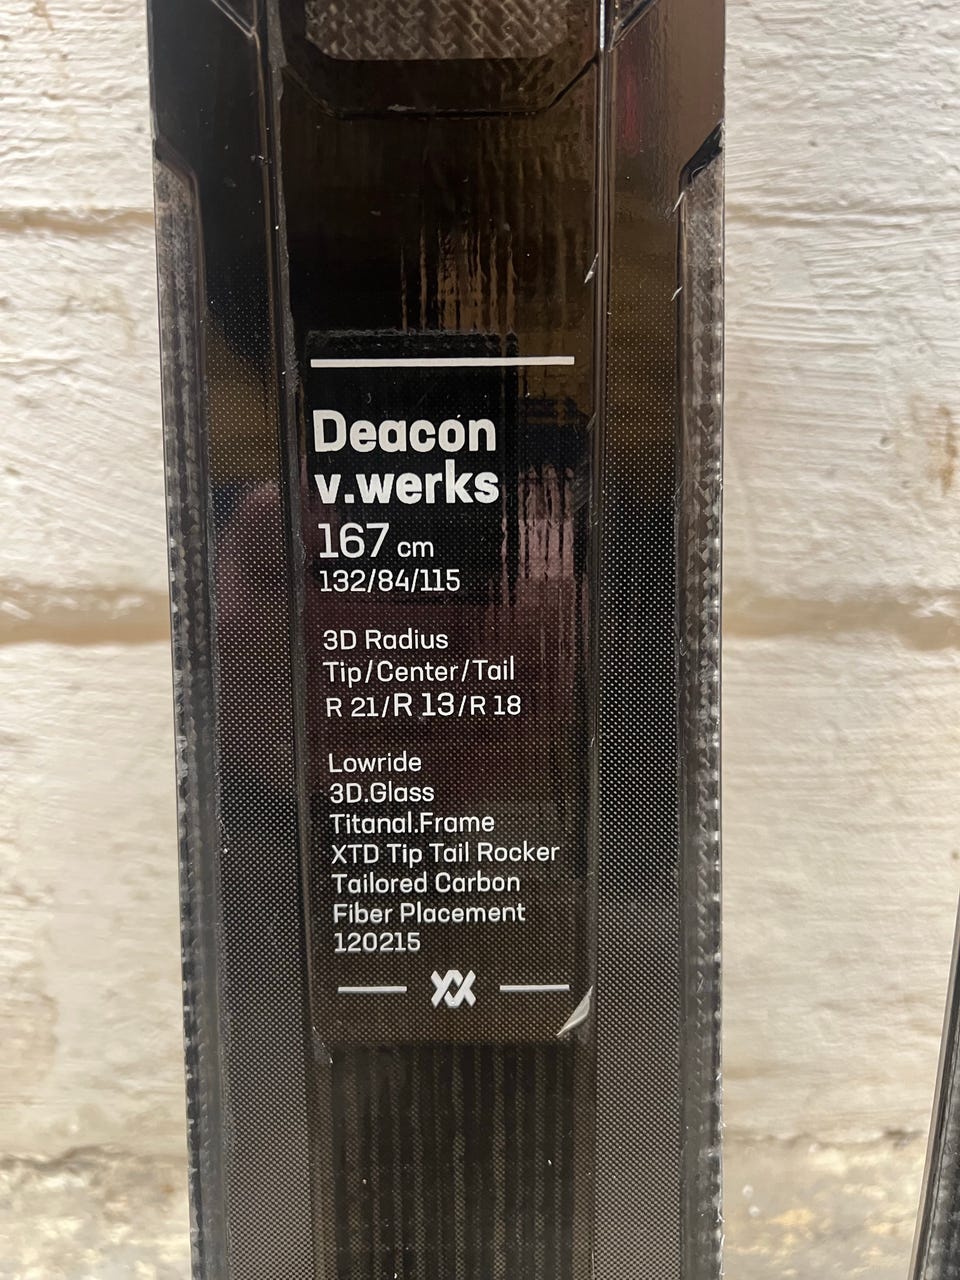 Deacon
v.werks
167 cm
132/84/115
3D Radius
Tip/Center/Tail
R 21/R 13/R 18
Lowride
3D.Glass
Titanal.Frame
XTD Tip Tail Rocker
Tailored Carbon
Fiber Placement
120215